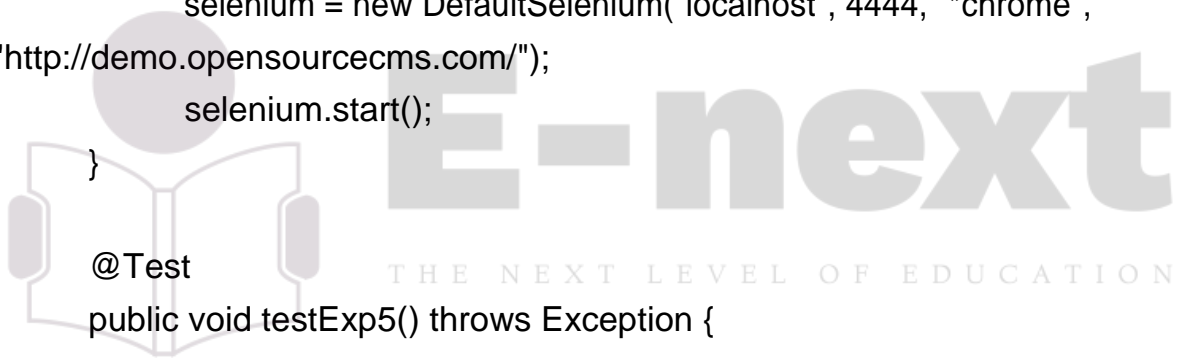 selenium = new DefaultSelenium("localhost", 4444, "*chrome",
"http://demo.opensourcecms.com/");
selenium.start();
}
E-next
THE NEXT LEVEL OF EDUCATION
@Test
public void testExp5() throws Exception {